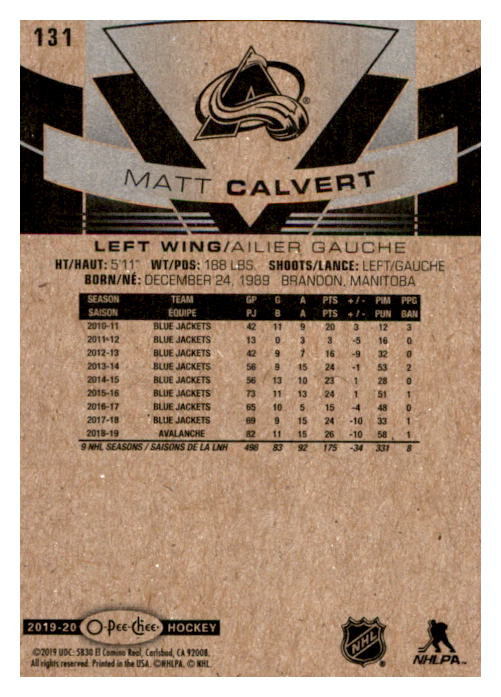 131
MATT CALVERT
LEFT WING/AILIER GAUCHE
HT/HAUT: 5'11" WT/PDS: 188 LBS. SHOOTS/LANCE: LEFT/GAUCHE
BORN/NÉ: DECEMBER 24, 1989 BRANDON, MANITOBA
SEASON TEAM GP G A PTS +/- PIM PPG
SAISON ÉQUIPE PJ B A PTS +/- PUN BAN
2010-11 BLUE JACKETS 42 11 9 20 3 12 3
2011-12 BLUE JACKETS 13 0 3 3 -5 16 0
2012-13 BLUE JACKETS 42 9 7 16 -9 32 0
2013-14 BLUE JACKETS 56 9 15 24 -1 53 2
2014-15 BLUE JACKETS 56 13 10 23 1 28 0
2015-16 BLUE JACKETS 73 11 13 24 1 51 1
2016-17 BLUE JACKETS 65 10 5 15 -4 48 0
2017-18 BLUE JACKETS 69 9 15 24 -10 33 1
2018-19 AVALANCHE 82 11 15 26 -10 58 1
9 NHL SEASONS / SAISONS DE LA LNH 498 83 92 175 -34 331 8
2019-20 O-Pee-Chee HOCKEY
©2019 UDC: 5830 El Camino Real, Carlsbad, CA 92008.
All rights reserved. Printed in the USA. ©NHLPA. © NHL.
NHL
NHLPA